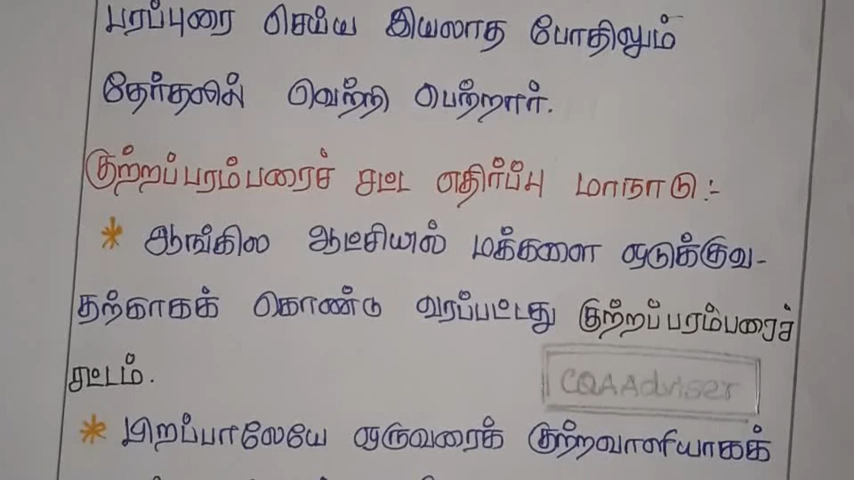 பரப்புரை செய்ய இயலாத போதிலும்
தேர்தலில் வெற்றி பெற்றார்.
குற்றப்பரம்பரைச் சட்ட எதிர்ப்பு மாநாடு :-
* ஆங்கில ஆட்சியில் மக்களை ஒடுக்குவ-
தற்காகக் கொண்டு வரப்பட்டது குற்றப்பரம்பரைச்
சட்டம்.
CQAAdviser
* பிறப்பாலேயே ஒருவரைக் குற்றவாளியாகக்